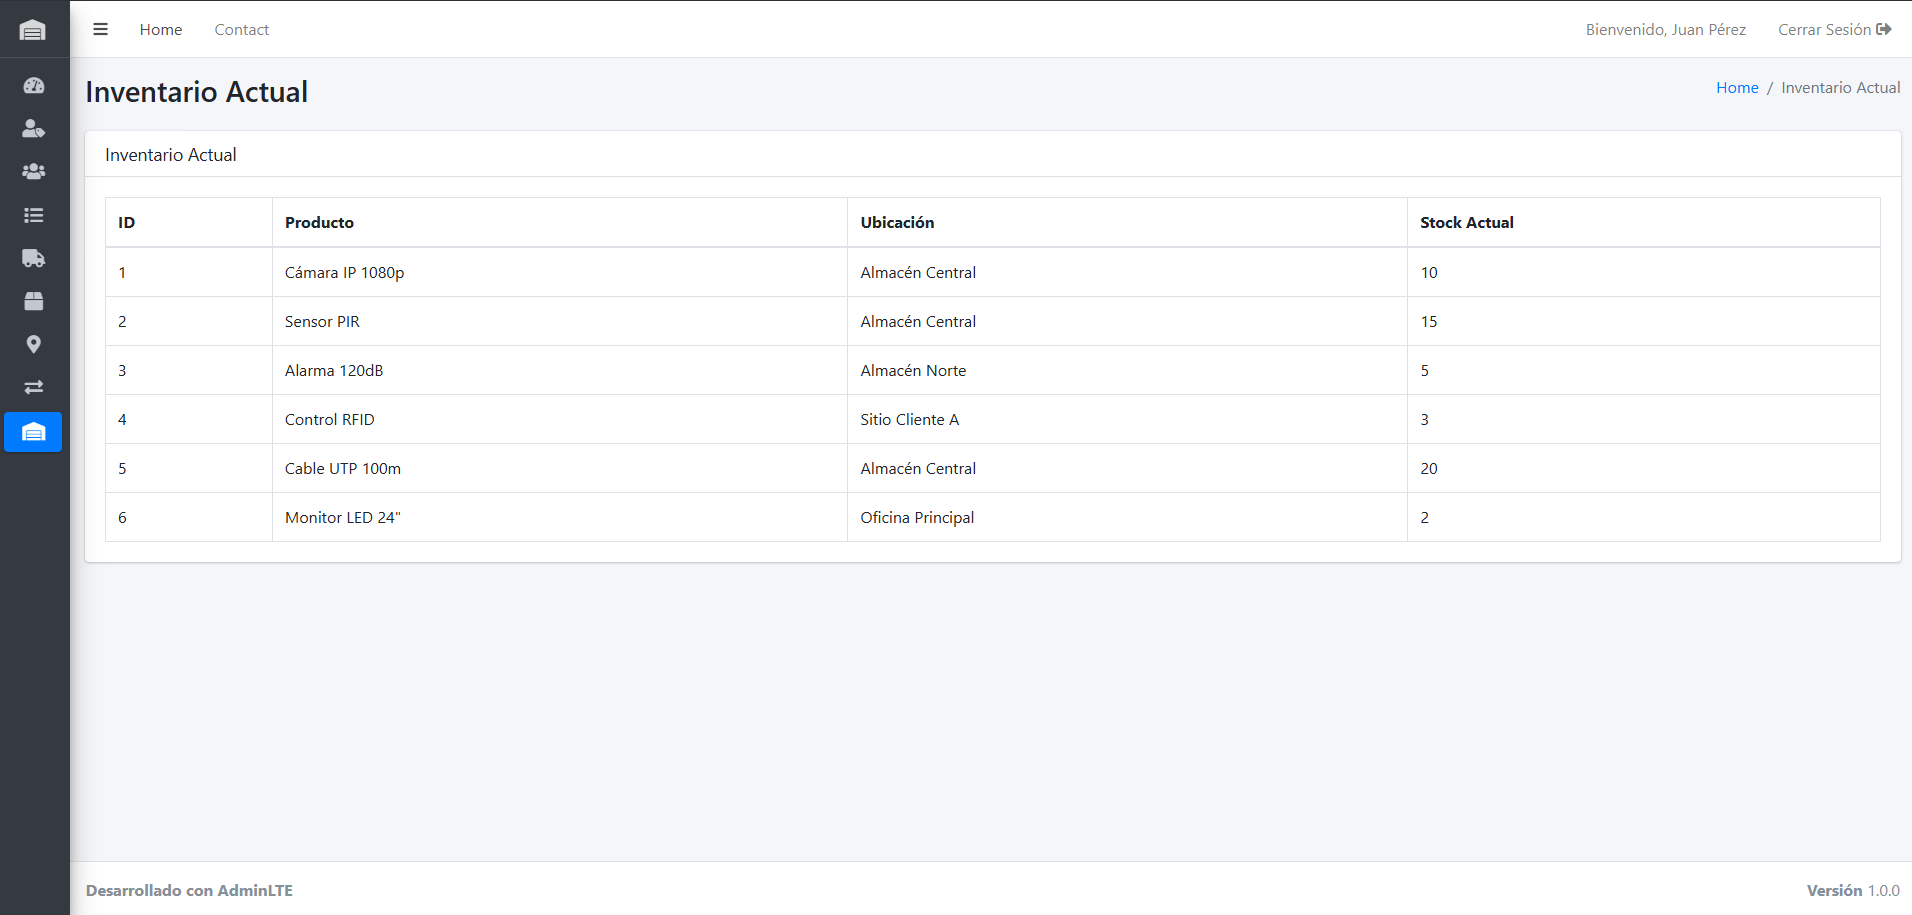 Home Contact Bienvenido, Juan Pérez Cerrar Sesión
Inventario Actual Home / Inventario Actual
Inventario Actual
ID Producto Ubicación Stock Actual
1 Cámara IP 1080p Almacén Central 10
2 Sensor PIR Almacén Central 15
3 Alarma 120dB Almacén Norte 5
4 Control RFID Sitio Cliente A 3
5 Cable UTP 100m Almacén Central 20
6 Monitor LED 24" Oficina Principal 2
Desarrollado con AdminLTE Versión 1.0.0